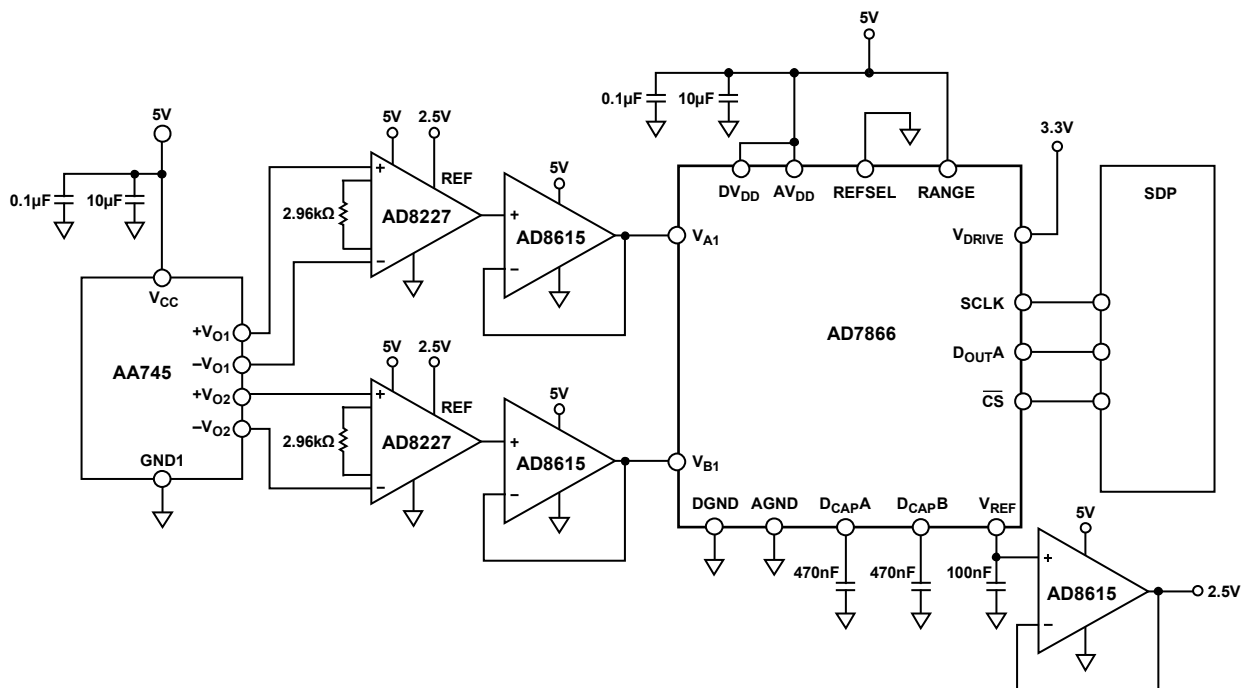 5V
0.1µF
10µF
3.3V
5V
5V
2.5V
0.1µF
10µF
REF
5V
2.96kΩ
AD8227
AD8615
VCC
DVDD
AVDD
REFSEL
RANGE
SDP
VDRIVE
VA1
SCLK
AD7866
DOUTA
CS
+VO1
–VO1
AA745
+VO2
–VO2
GND1
5V
2.5V
REF
5V
2.96kΩ
AD8227
AD8615
VB1
DGND
AGND
DCAPA
DCAPB
VREF
470nF
470nF
100nF
5V
AD8615
2.5V
+
–
+
–
+
–
+
–
+
–